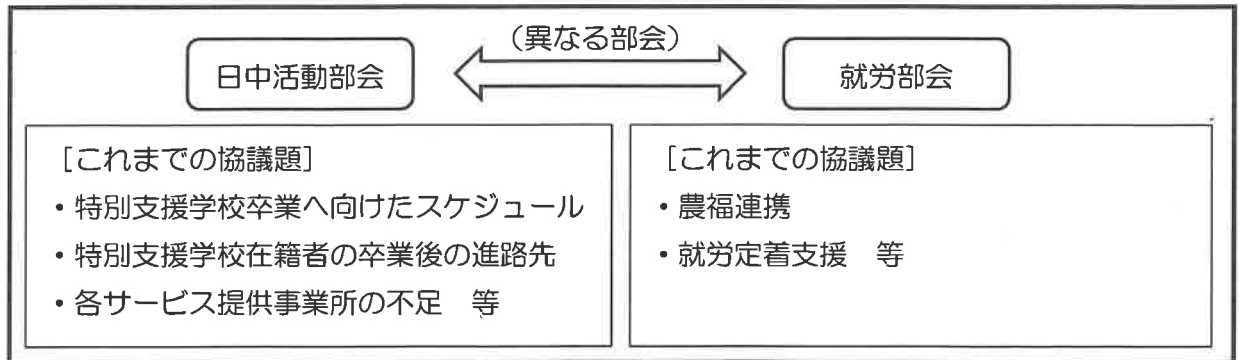 （異なる部会）
日中活動部会
就労部会
［これまでの協議題］
・特別支援学校卒業へ向けたスケジュール
・特別支援学校在籍者の卒業後の進路先
・各サービス提供事業所の不足　等
［これまでの協議題］
・農福連携
・就労定着支援　等